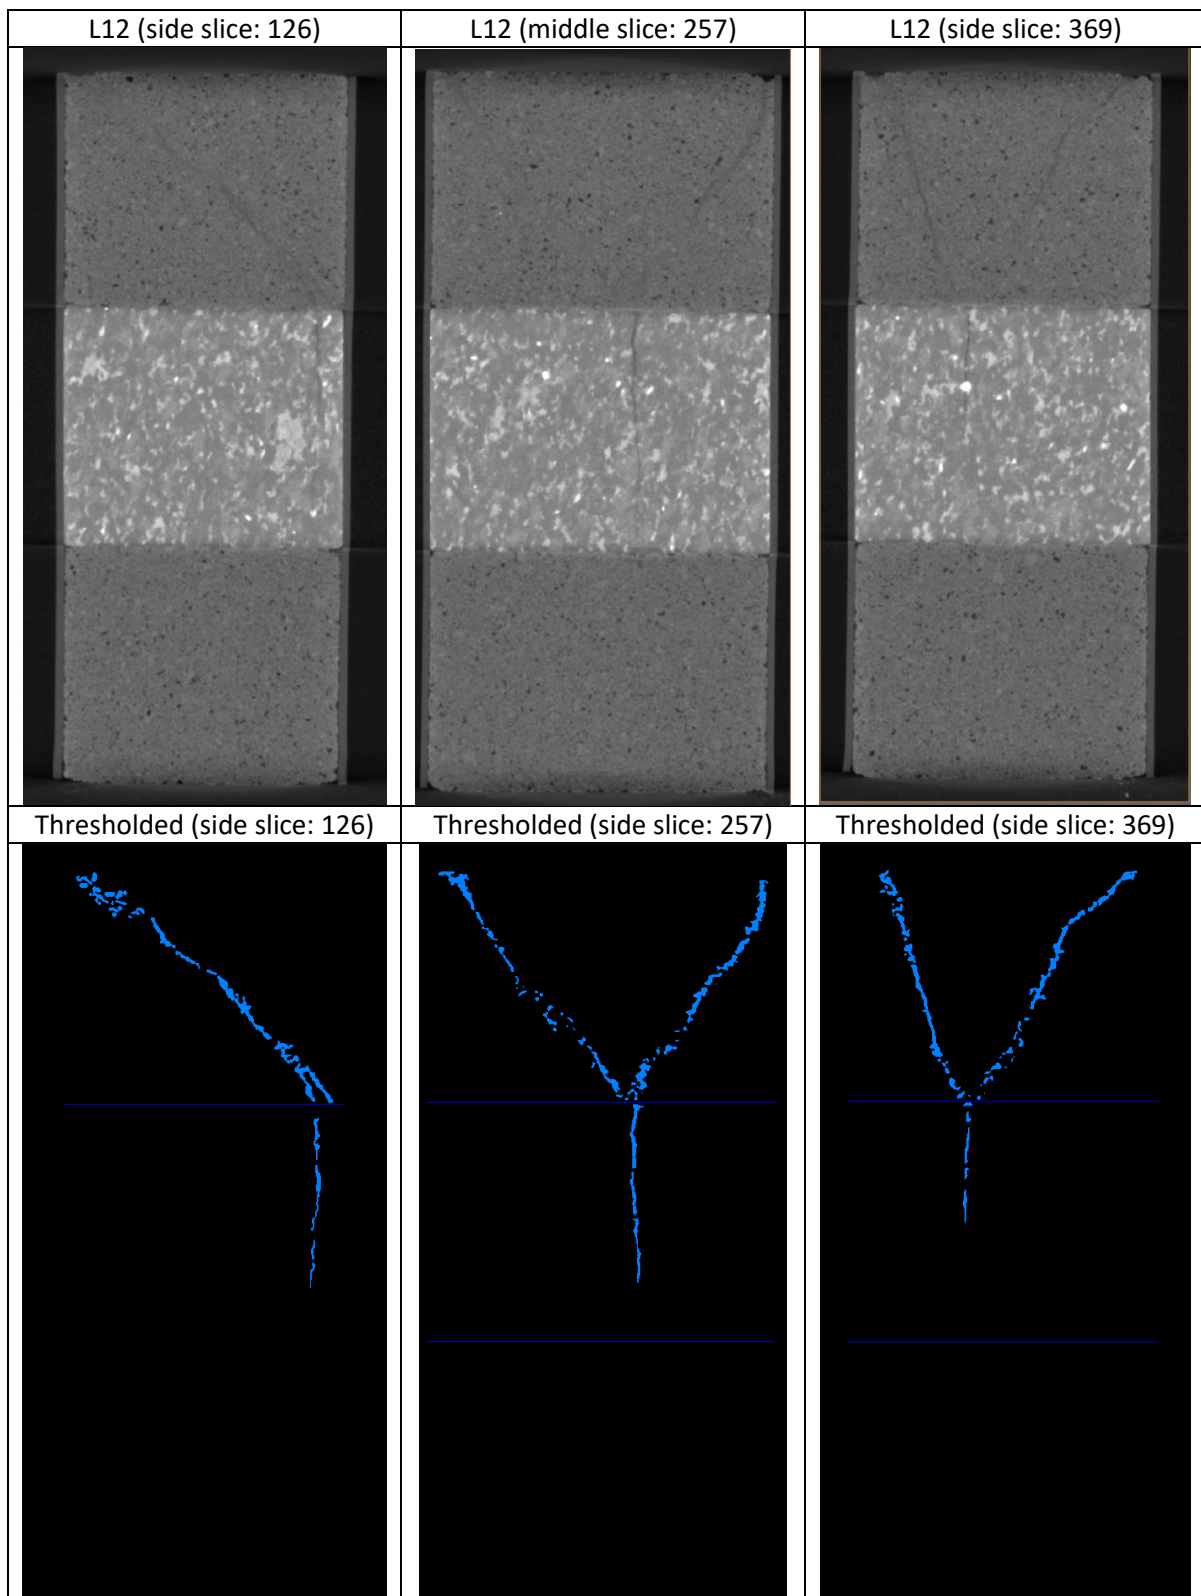 L12 (side slice: 126)
L12 (middle slice: 257)
L12 (side slice: 369)
Thresholded (side slice: 126)
Thresholded (side slice: 257)
Thresholded (side slice: 369)